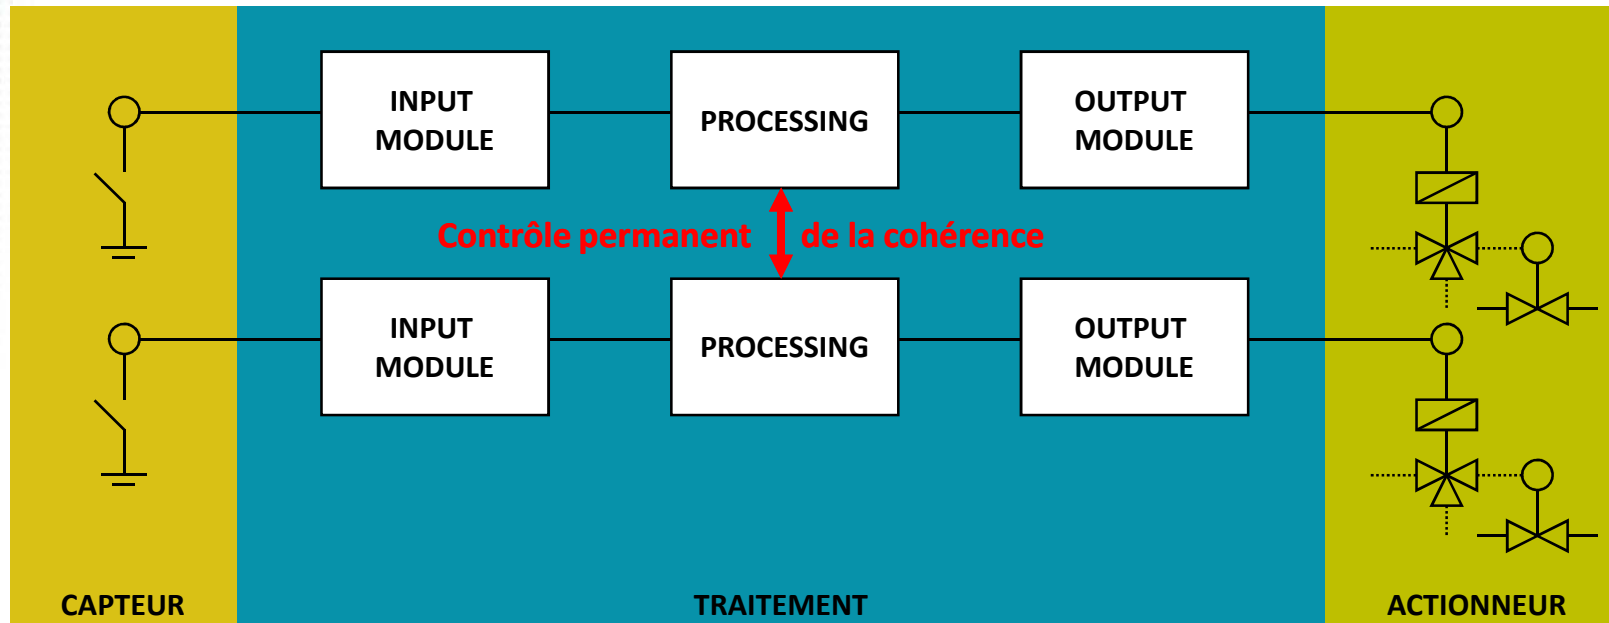 INPUT
MODULE
PROCESSING
OUTPUT
MODULE
Contrôle permanent de la cohérence
INPUT
MODULE
PROCESSING
OUTPUT
MODULE
CAPTEUR
TRAITEMENT
ACTIONNEUR